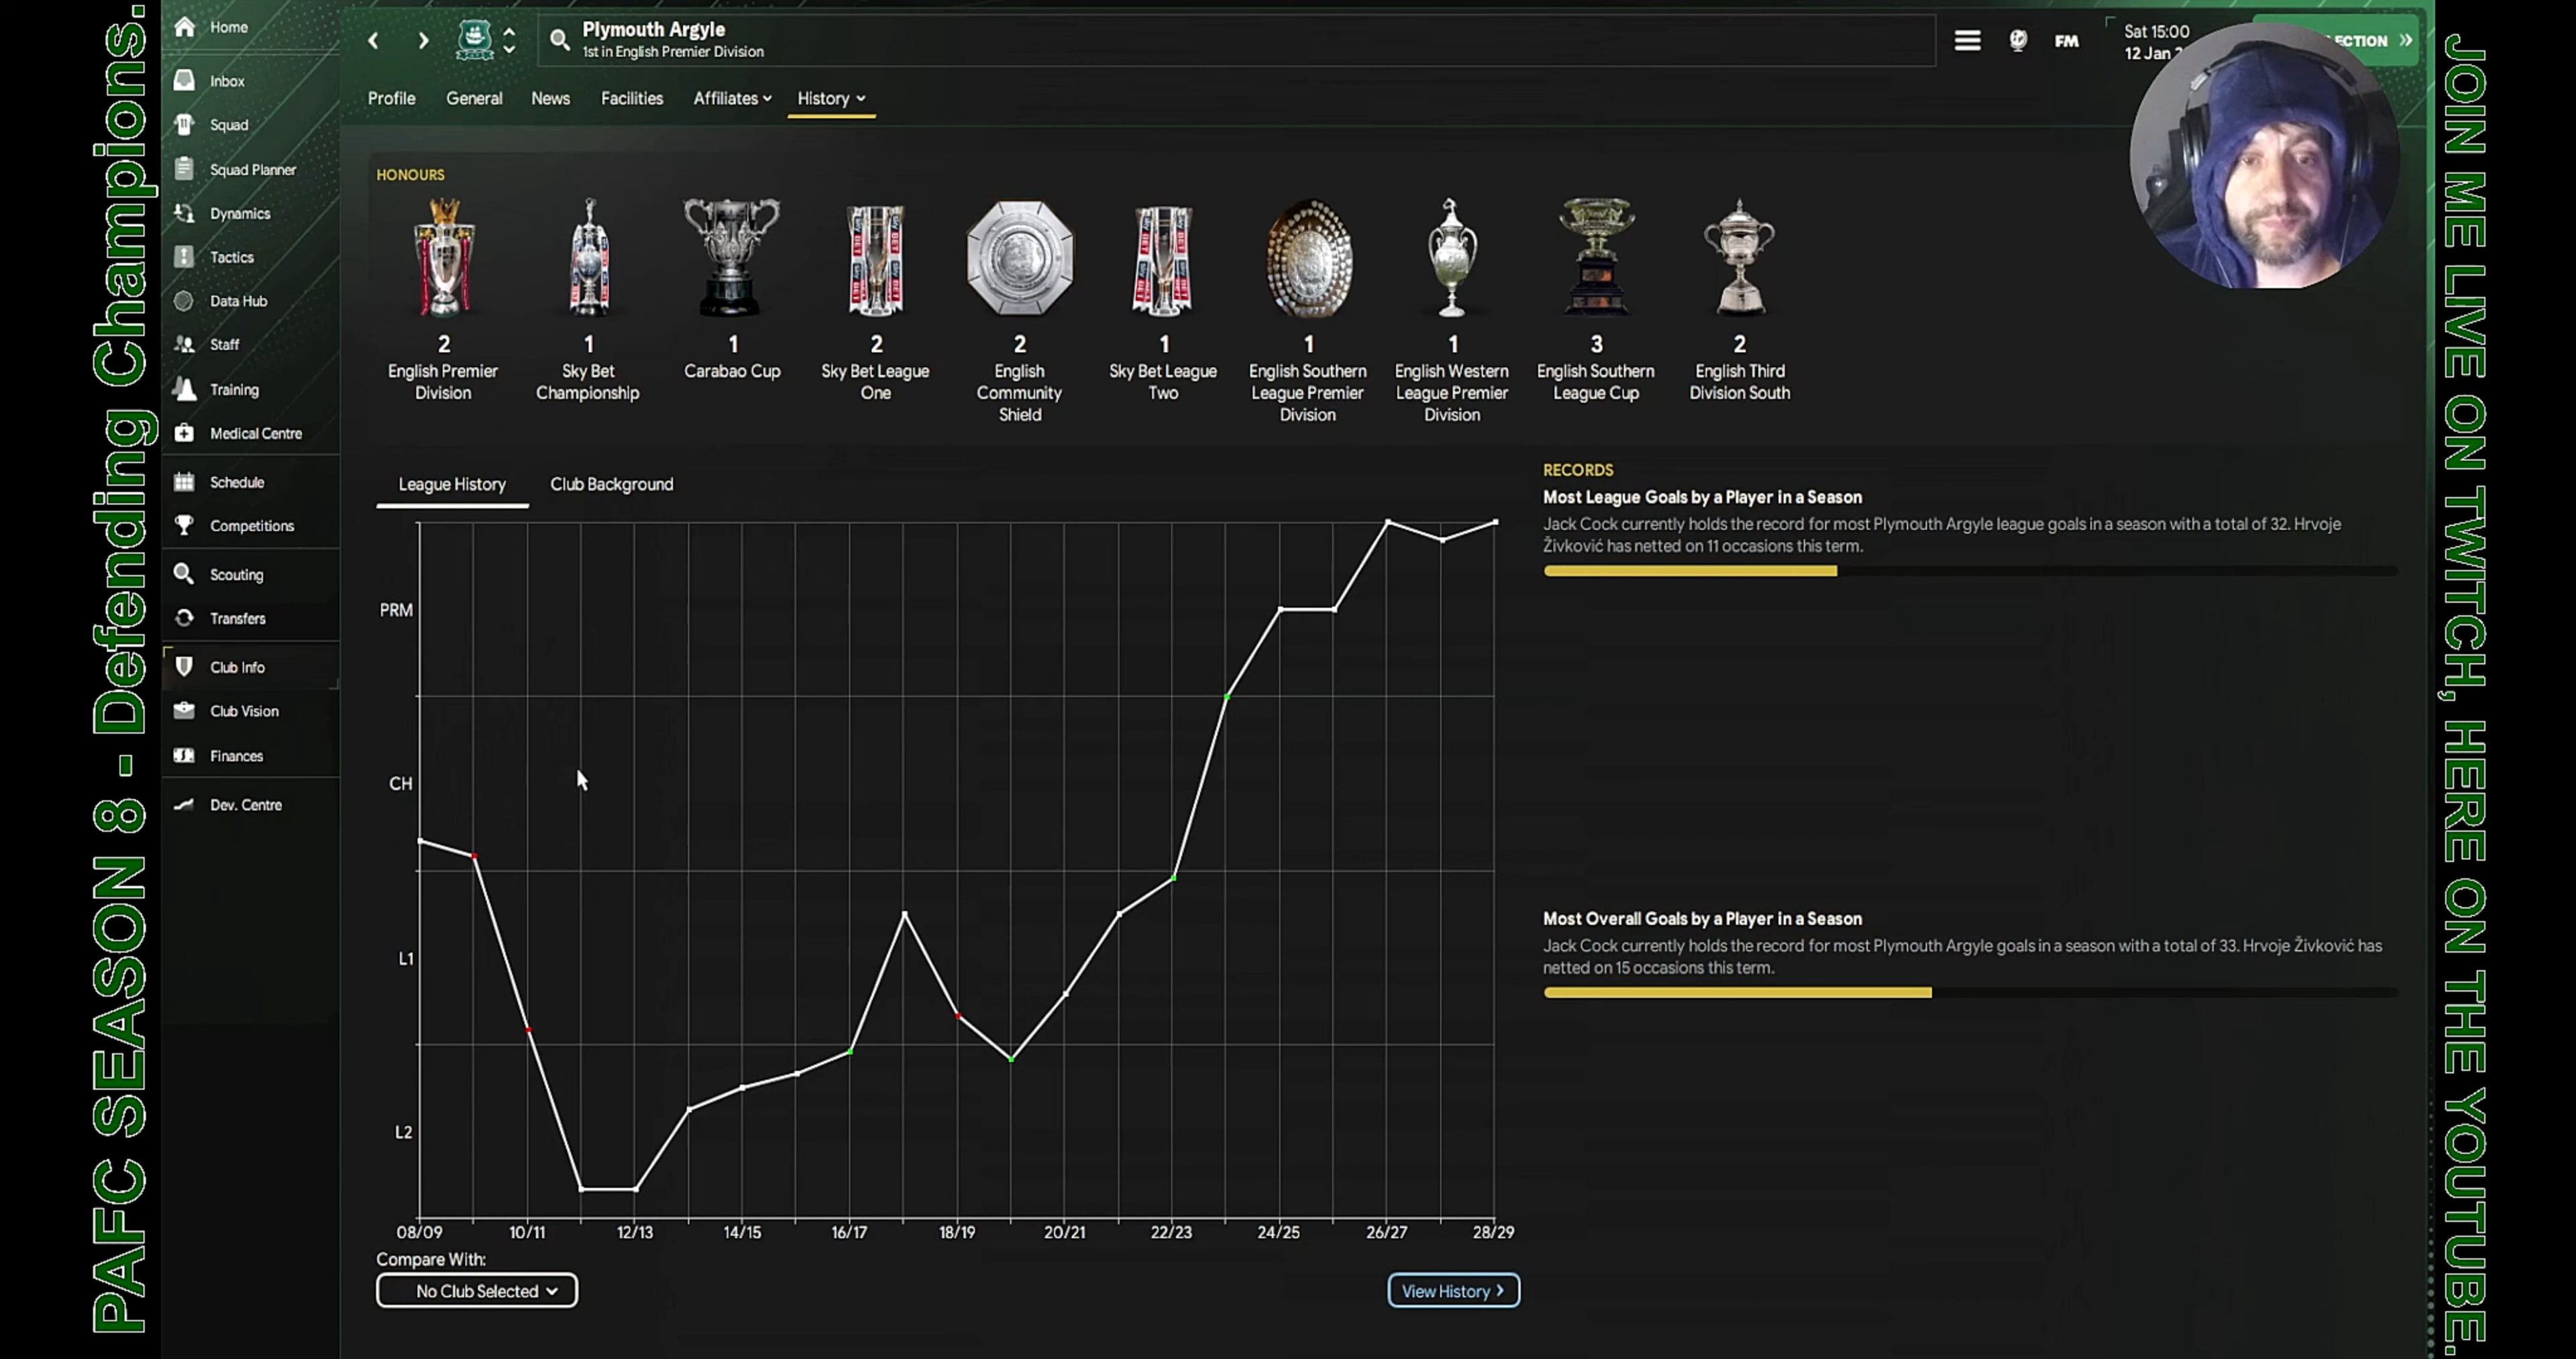 PAFC SEASON 8 - Defending Champions.
Home
Inbox
Squad
Squad Planner
Dynamics
Tactics
Data Hub
Staff
Training
Medical Centre
Schedule
Competitions
Scouting
Transfers
Club Info
Club Vision
Finances
Dev. Centre
Plymouth Argyle
1st in English Premier Division
FM
Sat 15:00
12 Jan
Profile
General
News
Facilities
Affiliates
History
HONOURS
2
English Premier
Division
1
Sky Bet
Championship
1
Carabao Cup
2
Sky Bet League
One
2
English
Community
Shield
1
Sky Bet League
Two
1
English Southern
League Premier
Division
1
English Western
League Premier
Division
3
English Southern
League Cup
2
English Third
Division South
League History
Club Background
PRM
CH
L1
L2
08/09
10/11
12/13
14/15
16/17
18/19
20/21
22/23
24/25
26/27
28/29
Compare With:
No Club Selected
View History
RECORDS
Most League Goals by a Player in a Season
Jack Cock currently holds the record for most Plymouth Argyle league goals in a season with a total of 32. Hrvoje
Živković has netted on 11 occasions this term.
Most Overall Goals by a Player in a Season
Jack Cock currently holds the record for most Plymouth Argyle goals in a season with a total of 33. Hrvoje Živković has
netted on 15 occasions this term.
JOIN ME LIVE ON TWITCH, HERE ON THE YOUTUBE.